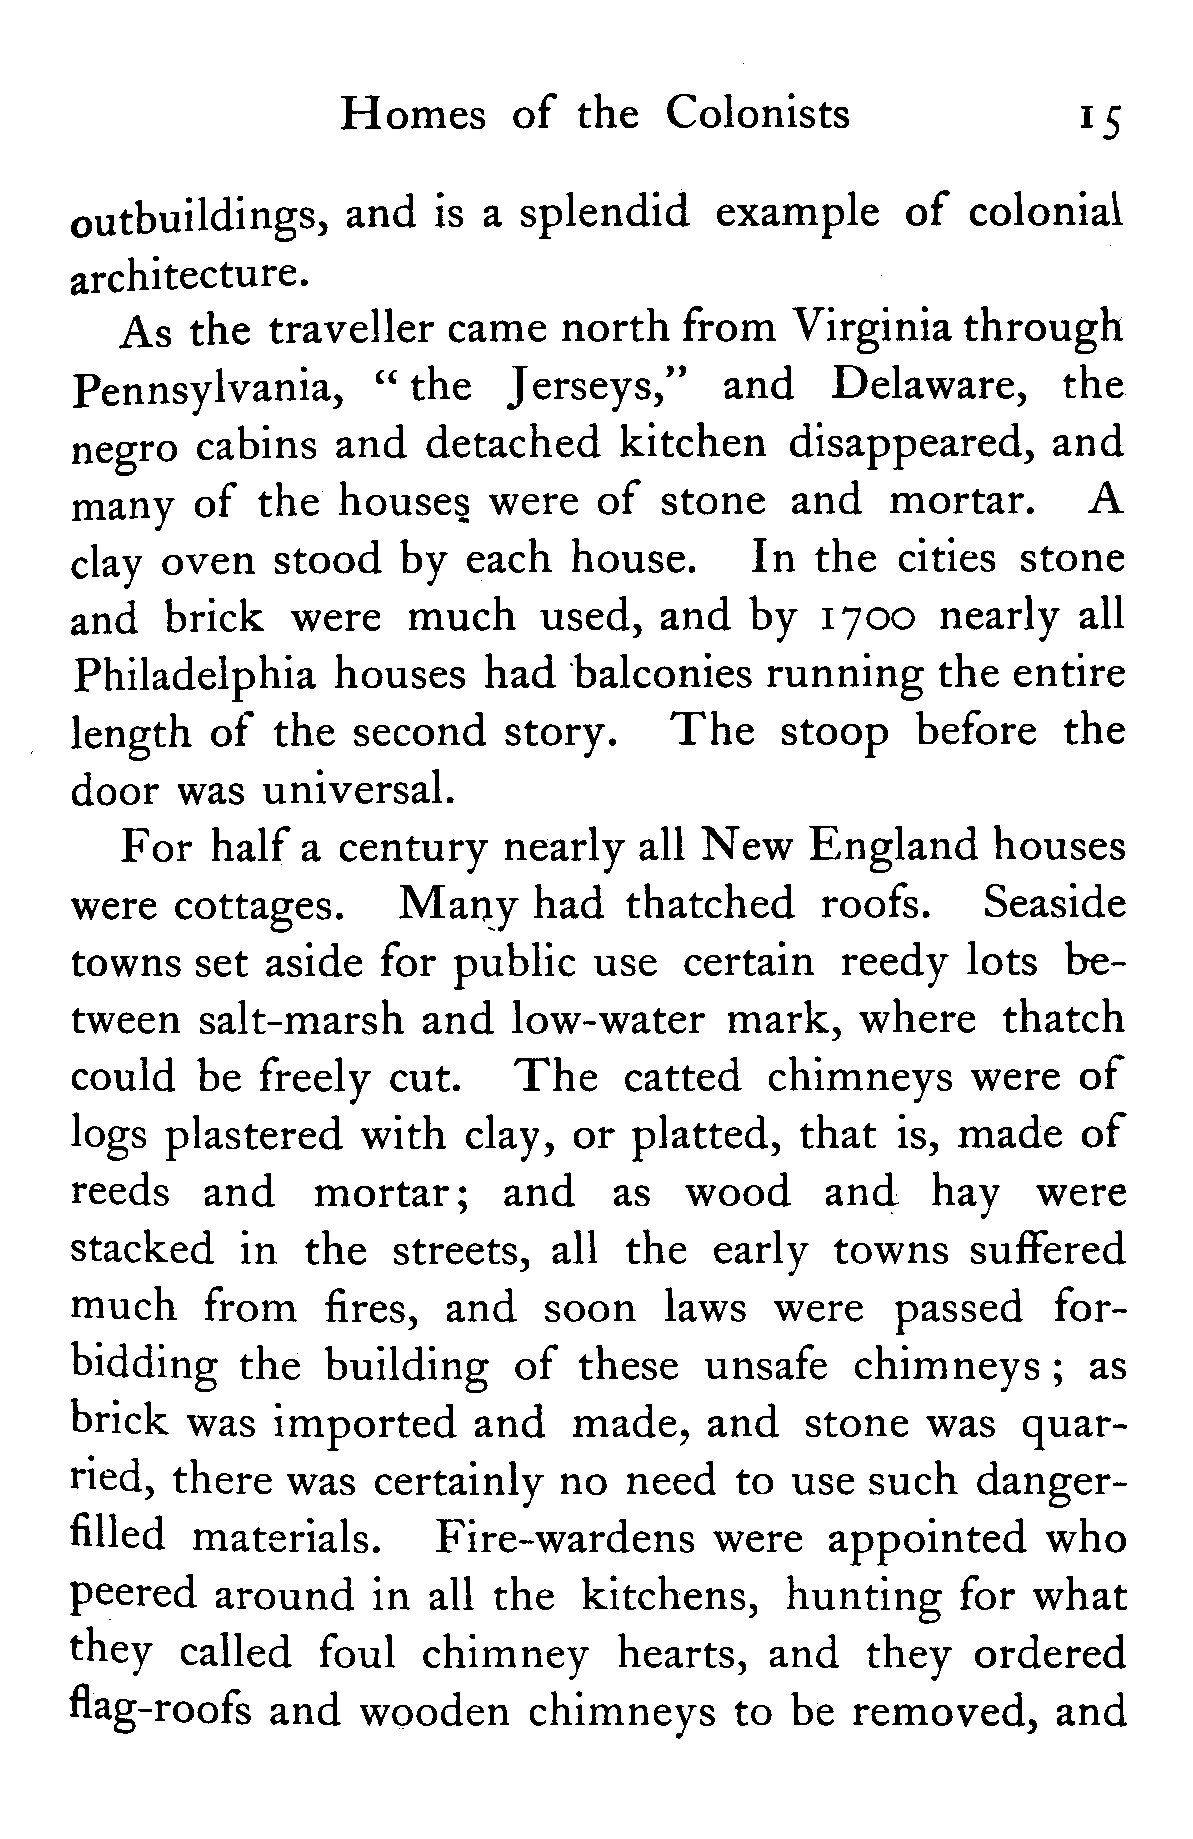 Homes of the Colonists 15
outbuildings, and is a splendid example of colonial
architecture.
As the traveller came north from Virginia through
Pennsylvania, “ the Jerseys,” and Delaware, the
negro cabins and detached kitchen disappeared, and
many of the houses were of stone and mortar. A
clay oven stood by each house. In the cities stone
and brick were much used, and by 1700 nearly all
Philadelphia houses had balconies running the entire
length of the second story. The stoop before the
door was universal.
For half a century nearly all New England houses
were cottages. Many had thatched roofs. Seaside
towns set aside for public use certain reedy lots be-
tween salt-marsh and low-water mark, where thatch
could be freely cut. The catted chimneys were of
logs plastered with clay, or platted, that is, made of
reeds and mortar; and as wood and hay were
stacked in the streets, all the early towns suffered
much from fires, and soon laws were passed for-
bidding the building of these unsafe chimneys ; as
brick was imported and made, and stone was quar-
ried, there was certainly no need to use such danger-
filled materials. Fire-wardens were appointed who
peered around in all the kitchens, hunting for what
they called foul chimney hearts, and they ordered
flag-roofs and wooden chimneys to be removed, and